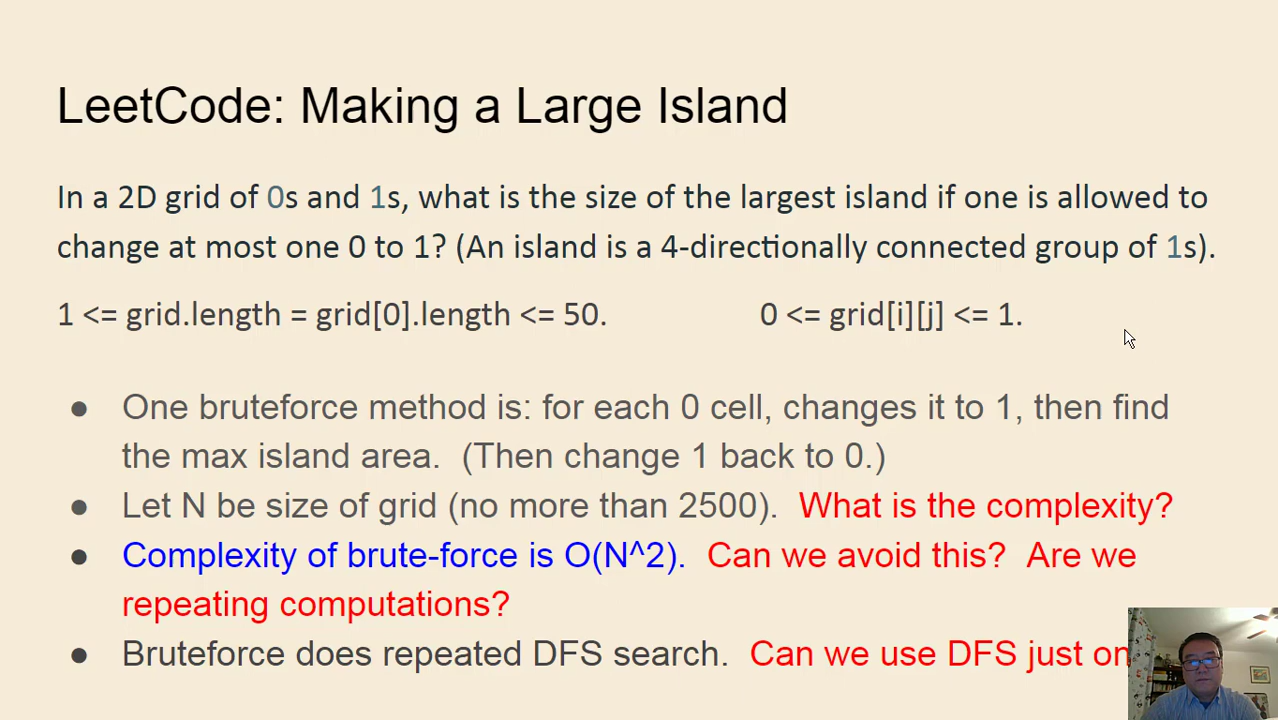 LeetCode: Making a Large Island
In a 2D grid of 0s and 1s, what is the size of the largest island if one is allowed to
change at most one 0 to 1? (An island is a 4-directionally connected group of 1s).
1 <= grid.length = grid[0].length <= 50. 0 <= grid[i][j] <= 1.
● One bruteforce method is: for each 0 cell, changes it to 1, then find
the max island area. (Then change 1 back to 0.)
● Let N be size of grid (no more than 2500). What is the complexity?
● Complexity of brute-force is O(N^2). Can we avoid this? Are we
repeating computations?
● Bruteforce does repeated DFS search. Can we use DFS just